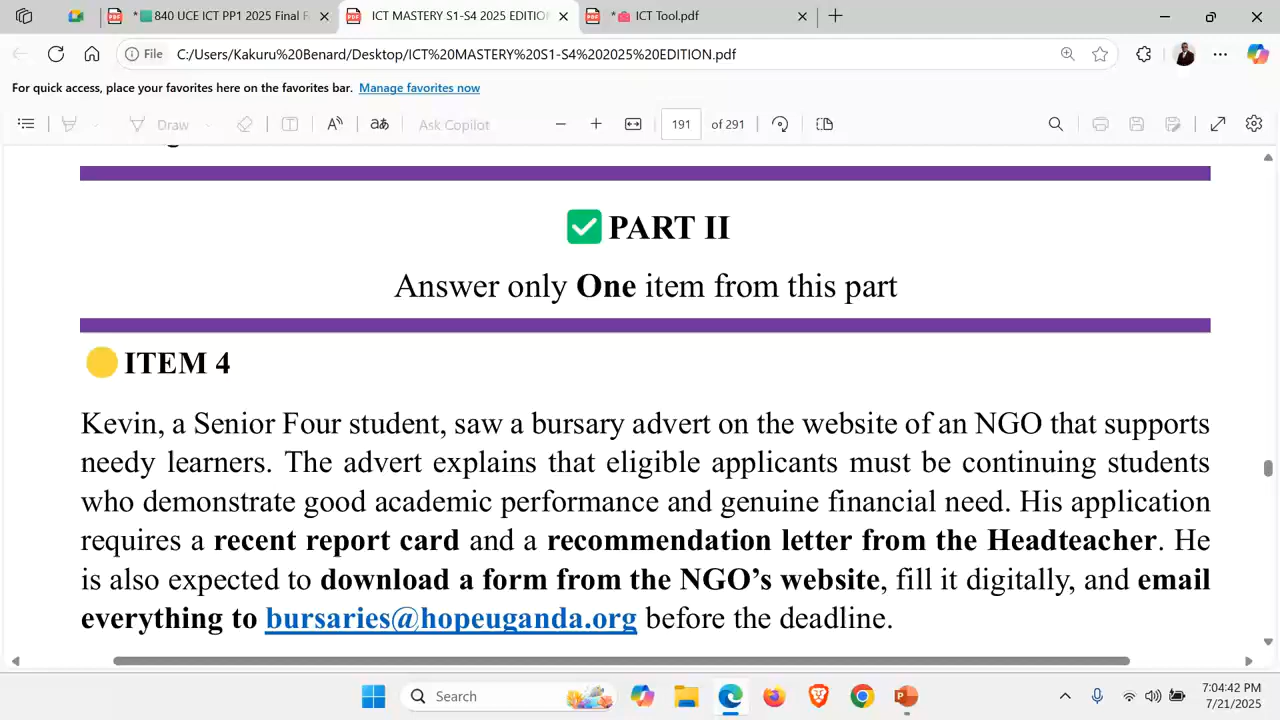 *🟩840 UCE ICT PP1 2025 Final F
ICT MASTERY S1-S4 2025 EDITION
*💼 ICT Tool.pdf
File
C:/Users/Kakuru%20Benard/Desktop/ICT%20MASTERY%20S1-S4%202025%20EDITION.pdf
For quick access, place your favorites here on the favorites bar. Manage favorites now
Draw
Ask Copilot
191 of 291
✅ PART II
Answer only One item from this part
🟡 ITEM 4
Kevin, a Senior Four student, saw a bursary advert on the website of an NGO that supports
needy learners. The advert explains that eligible applicants must be continuing students
who demonstrate good academic performance and genuine financial need. His application
requires a recent report card and a recommendation letter from the Headteacher. He
is also expected to download a form from the NGO’s website, fill it digitally, and email
everything to bursaries@hopeuganda.org before the deadline.
Search
7:04:42 PM
7/21/2025